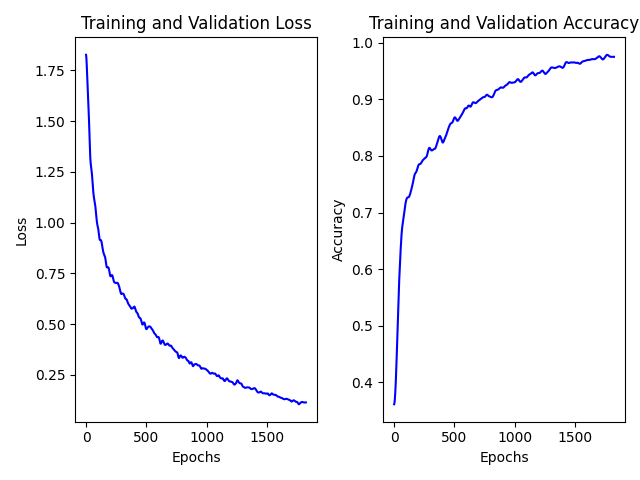 Training and Validation Loss
1.75
1.50
1.25
1.00
0.75
0.50
0.25
Loss
0 500 1000 1500
Epochs
Training and Validation Accuracy
1.0
0.9
0.8
0.7
0.6
0.5
0.4
Accuracy
0 500 1000 1500
Epochs